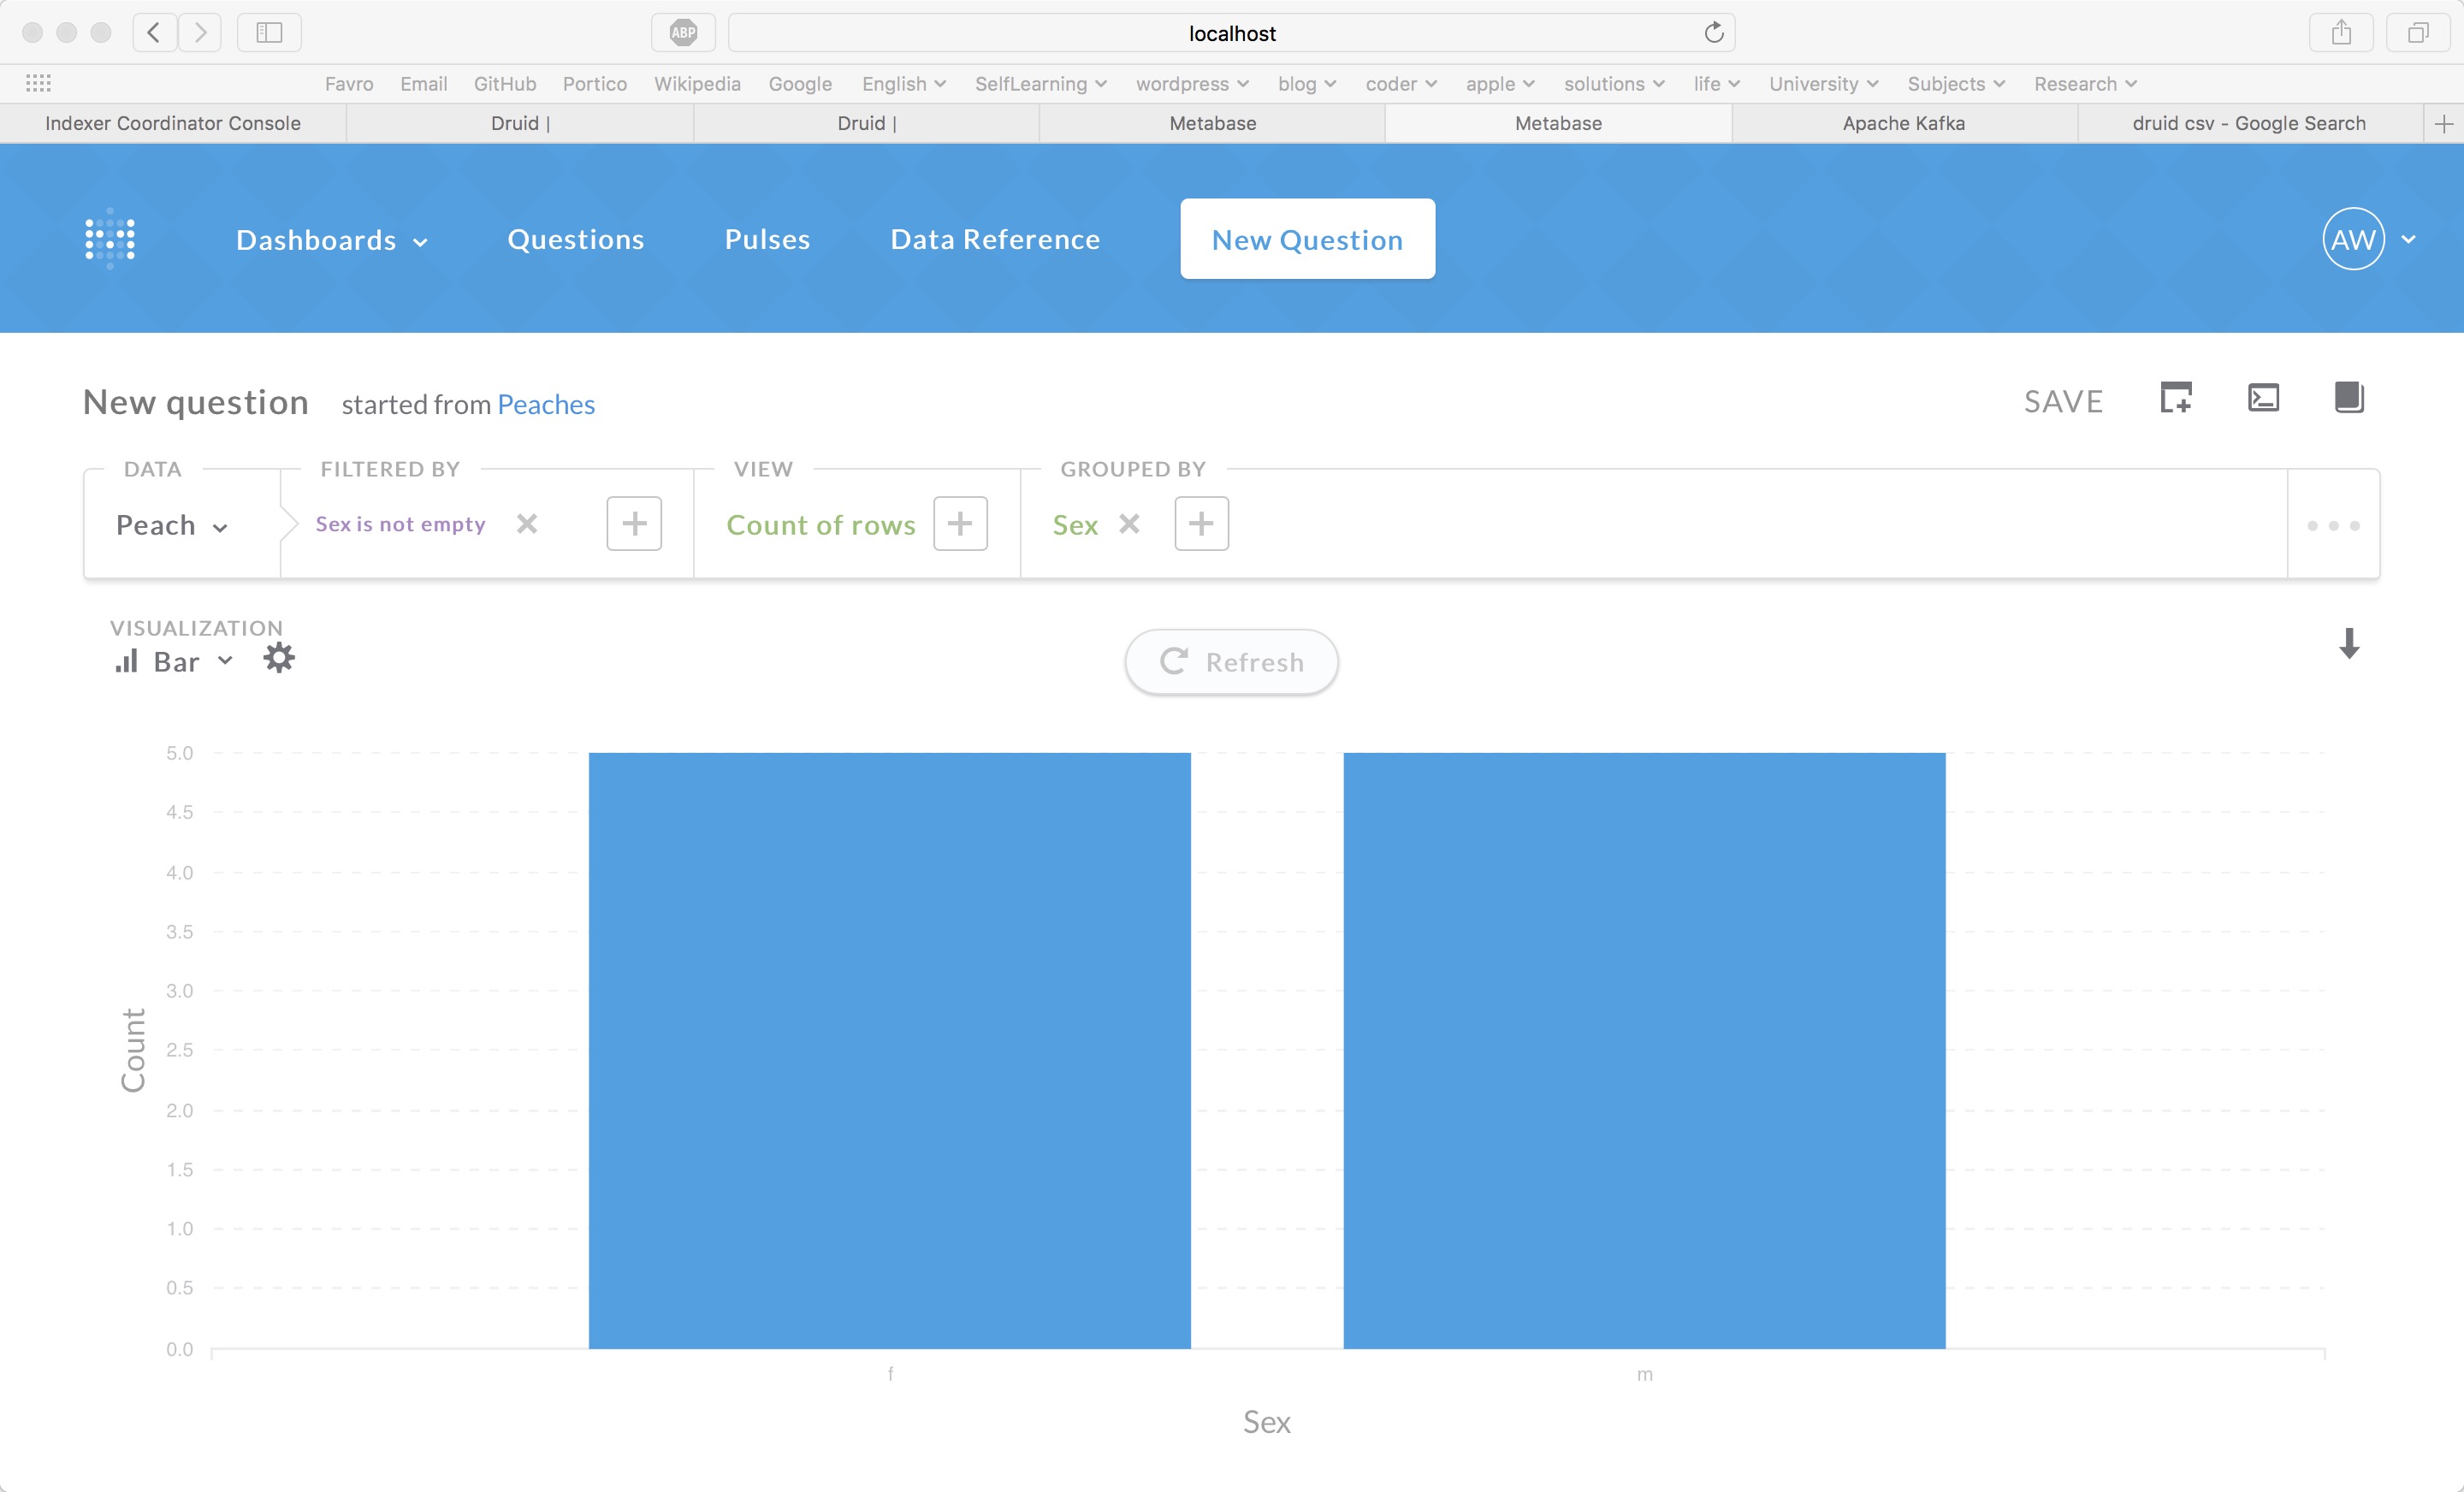 ABP localhost
Favro Email GitHub Portico Wikipedia Google English SelfLearning wordpress blog coder apple solutions life University Subjects Research
Indexer Coordinator Console Druid | Druid | Metabase Metabase Apache Kafka druid csv - Google Search
Dashboards Questions Pulses Data Reference New Question AW
New question started from Peaches SAVE
DATA FILTERED BY VIEW GROUPED BY
Peach Sex is not empty Count of rows Sex
VISUALIZATION
Bar Refresh
5.0
4.5
4.0
3.5
3.0
2.5
2.0
1.5
1.0
0.5
0.0
Count
f m
Sex